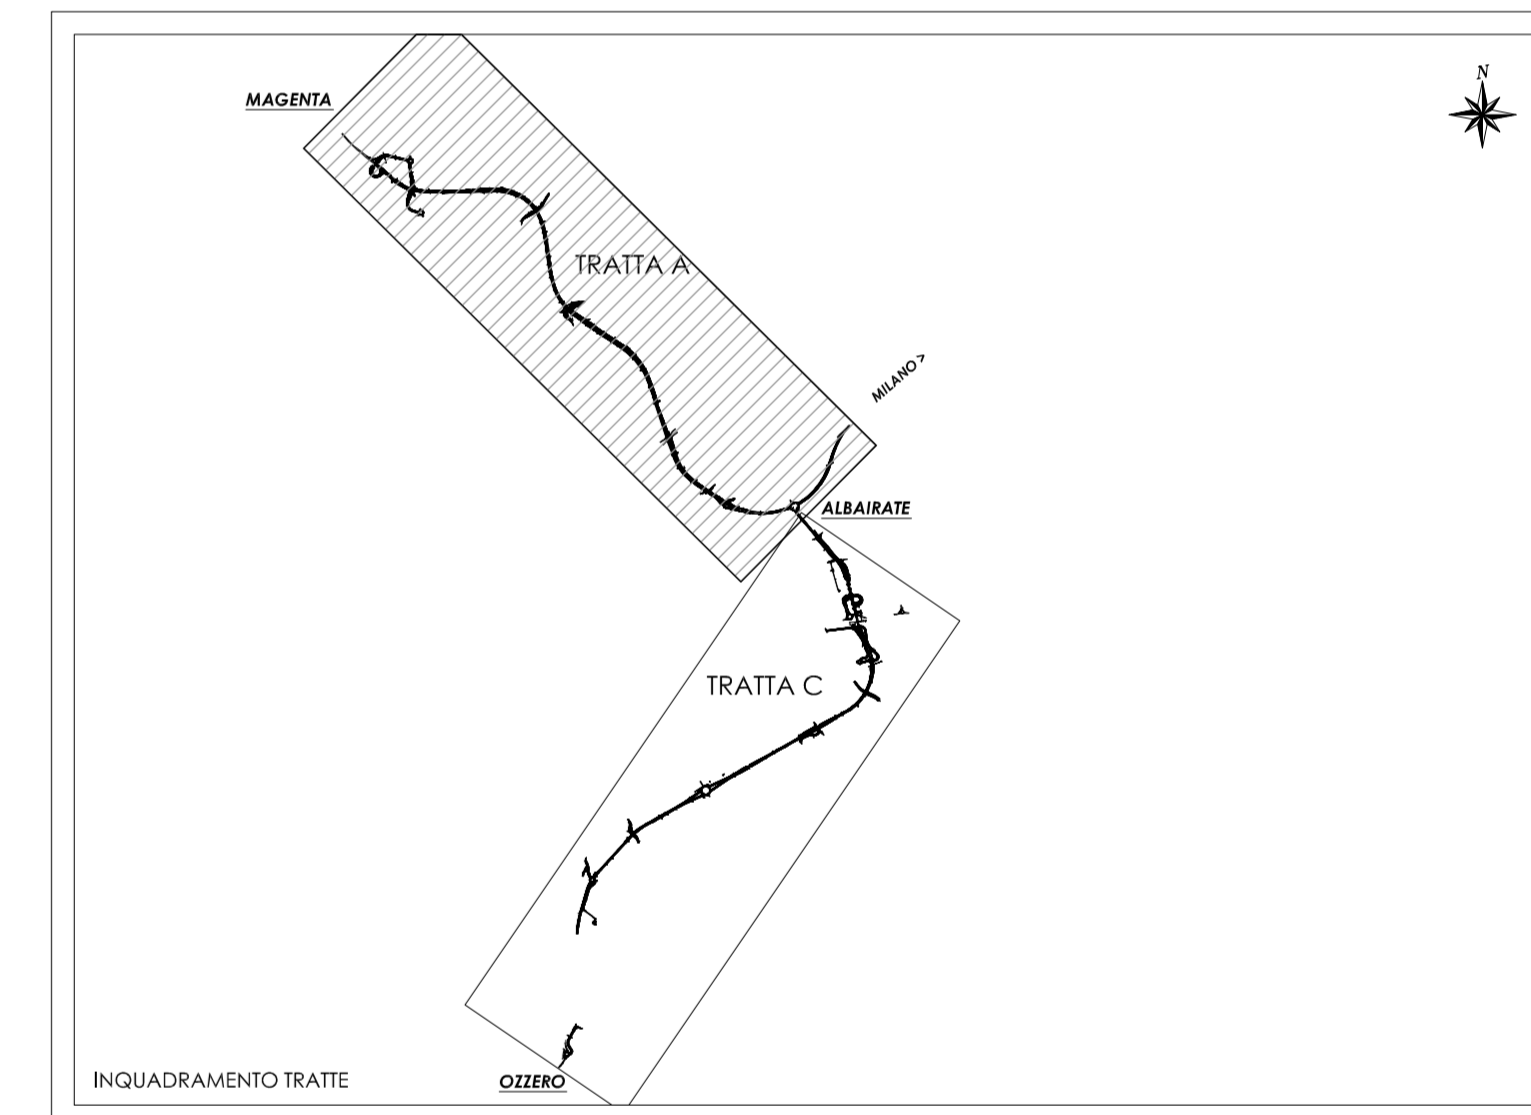 N
MAGENTA
TRATTA A
MILANO >
ALBAIRATE
TRATTA C
INQUADRAMENTO TRATTE
OZZERO